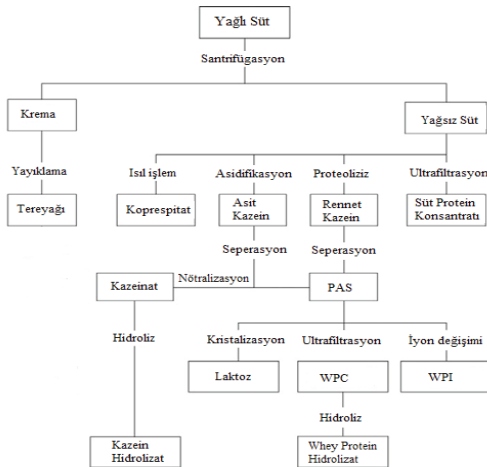 Yağlı Süt
Santrifügasyon
Krema
Yağsız Süt
Yayıklama
Isıl işlem
Asidifikasyon
Proteoliziz
Ultrafiltrasyon
Tereyağı
Koprespitat
Asit
Kazein
Rennet
Kazein
Süt Protein
Konsantratı
Seperasyon
Seperasyon
Nötralizasyon
Kazeinat
PAS
Hidroliz
Kristalizasyon
Ultrafiltrasyon
İyon değişimi
Laktoz
WPC
WPI
Hidroliz
Kazein
Hidrolizat
Whey Protein
Hidrolizat